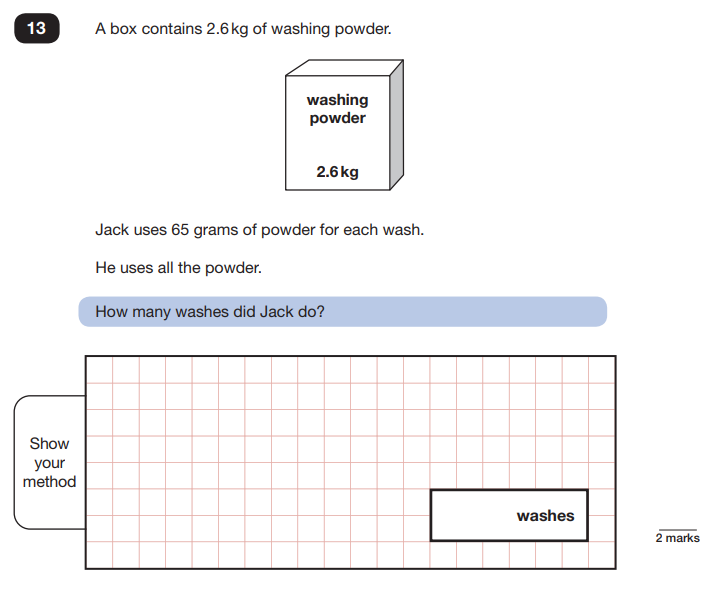 13
A box contains 2.6 kg of washing powder.
washing
powder
2.6 kg
Jack uses 65 grams of powder for each wash.
He uses all the powder.
How many washes did Jack do?
Show
your
method
washes
2 marks